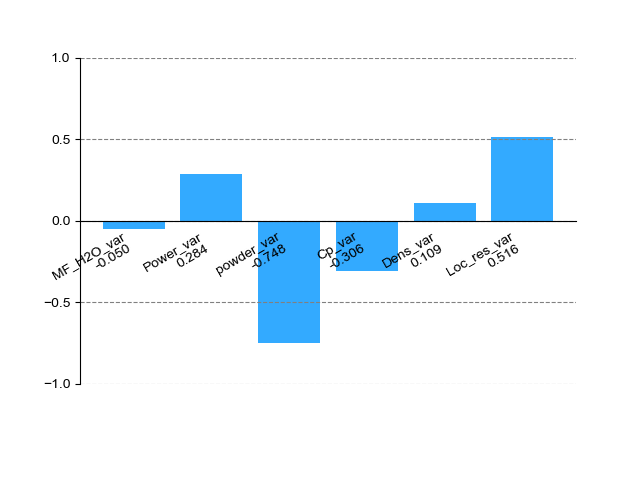 1.0
0.5
0.0
−0.5
−1.0
MF_H2O_var
-0.050
Power_var
0.284
powder_var
-0.748
Cp_var
-0.306
Dens_var
0.109
Loc_res_var
0.516